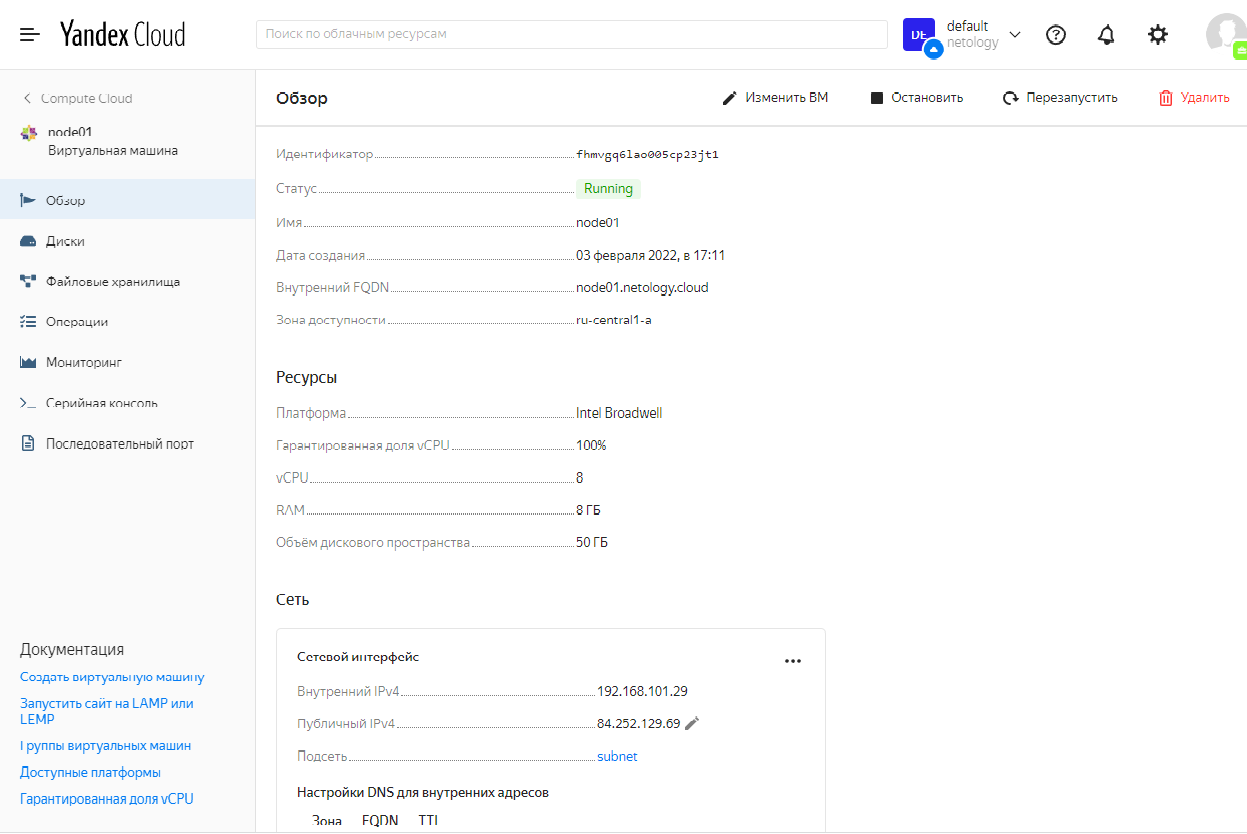 Yandex Cloud
Поиск по облачным ресурсам
DE
default
netology
Compute Cloud
node01
Виртуальная машина
Обзор
Диски
Файловые хранилища
Операции
Мониторинг
Серийная консоль
Последовательный порт
Документация
Создать виртуальную машину
Запустить сайт на LAMP или
LEMP
Группы виртуальных машин
Доступные платформы
Гарантированная доля vCPU
Обзор
Изменить ВМ
Остановить
Перезапустить
Удалить
Идентификатор fhmvgq6lao005cp23jt1
Статус Running
Имя node01
Дата создания 03 февраля 2022, в 17:11
Внутренний FQDN node01.netology.cloud
Зона доступности ru-central1-a
Ресурсы
Платформа Intel Broadwell
Гарантированная доля vCPU 100%
vCPU 8
RAM 8 ГБ
Объём дискового пространства 50 ГБ
Сеть
Сетевой интерфейс
Внутренний IPv4 192.168.101.29
Публичный IPv4 84.252.129.69
Подсеть subnet
Настройки DNS для внутренних адресов
Зона FQDN TTL